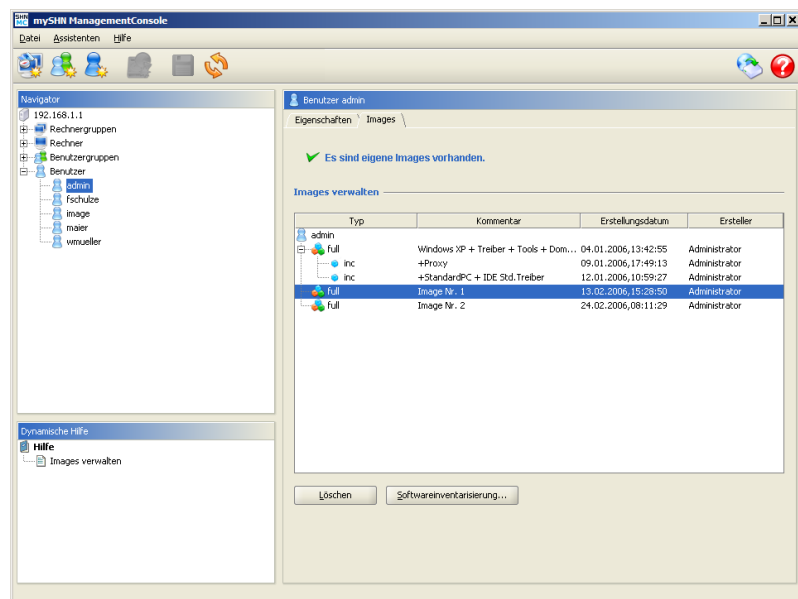 SHN MC mySHN ManagementConsole
Datei Assistenten Hilfe
Navigator
192.168.1.1
Rechnergruppen
Rechner
Benutzergruppen
Benutzer
admin
fschulze
image
maier
wmueller
Dynamische Hilfe
Hilfe
Images verwalten
Benutzer admin
Eigenschaften Images
Es sind eigene Images vorhanden.
Images verwalten
Typ Kommentar Erstellungsdatum Ersteller
admin
full Windows XP + Treiber + Tools + Dom... 04.01.2006,13:42:55 Administrator
inc +Proxy 09.01.2006,17:49:13 Administrator
inc +StandardPC + IDE Std.Treiber 12.01.2006,10:59:27 Administrator
full Image Nr. 1 13.02.2006,15:28:50 Administrator
full Image Nr. 2 24.02.2006,08:11:29 Administrator
Löschen Softwareinventarisierung...